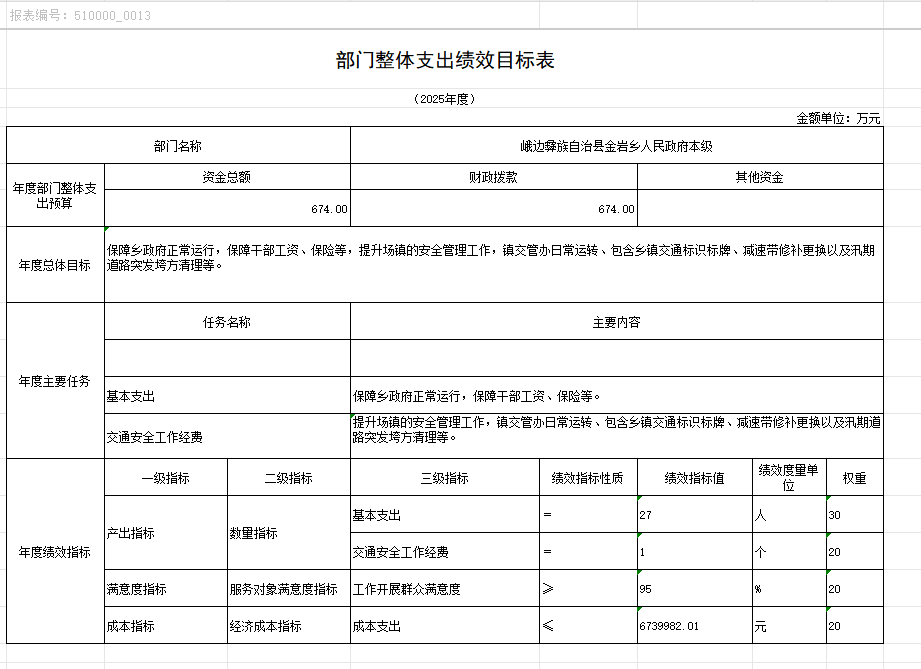 报表编号：510000_0013
部门整体支出绩效目标表
（2025年度）
金额单位：万元
部门名称 峨边彝族自治县金岩乡人民政府本级
年度部门整体支
出预算
资金总额 财政拨款 其他资金
674.00 674.00
年度总体目标
保障乡政府正常运行，保障干部工资、保险等，提升场镇的安全管理工作，镇交管办日常运转、包含乡镇交通标识标牌、减速带修补更换以及汛期
道路突发垮方清理等。
年度主要任务
任务名称 主要内容
基本支出 保障乡政府正常运行，保障干部工资、保险等。
交通安全工作经费
提升场镇的安全管理工作，镇交管办日常运转、包含乡镇交通标识标牌、减速带修补更换以及汛期道
路突发垮方清理等。
年度绩效指标
一级指标 二级指标 三级指标 绩效指标性质 绩效指标值 绩效度量单
位 权重
产出指标 数量指标 基本支出 ＝ 27 人 30
交通安全工作经费 ＝ 1 个 20
满意度指标 服务对象满意度指标 工作开展群众满意度 ≥ 95 % 20
成本指标 经济成本指标 成本支出 ≤ 6739982.01 元 20